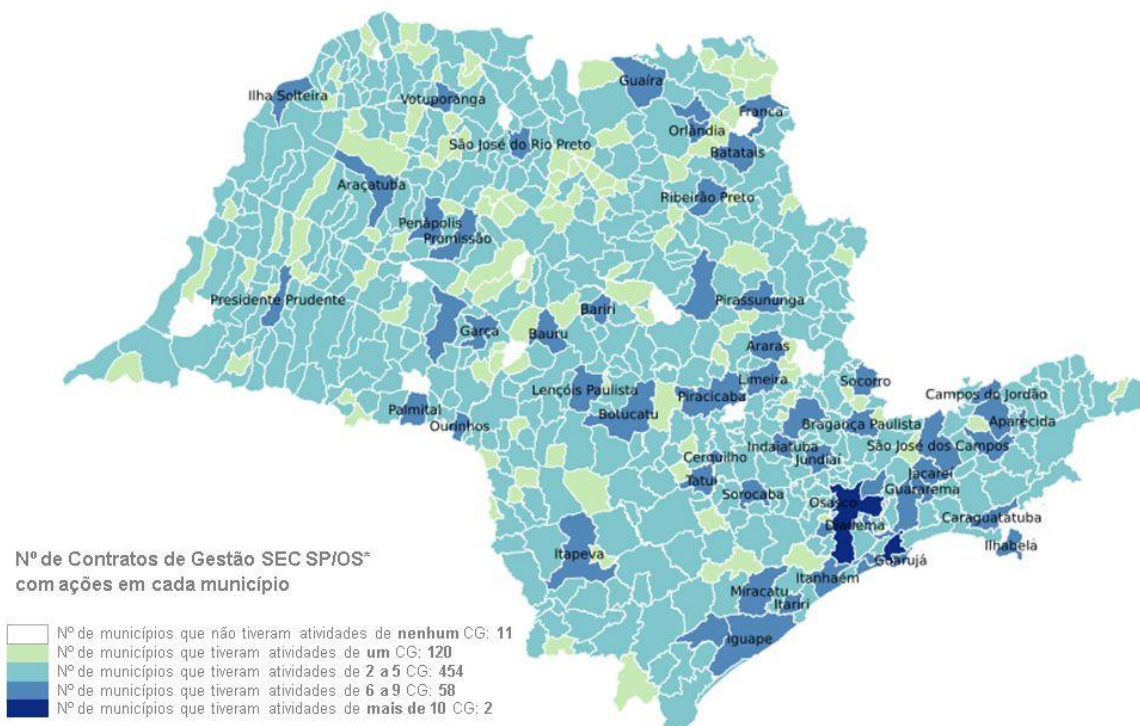 Guaíra
Ilha Solteira
Votuporanga
Franca
Orlândia
São José do Rio Preto
Batatais
Araçatuba
Ribeirão Preto
Penápolis
Promissão
Presidente Prudente
Pirassununga
Bariri
Garça
Bauru
Araras
Limeira
Socorro
Lençóis Paulista
Piracicaba
Campos do Jordão
Palmital
Botucatu
Bragança Paulista
Aparecida
Ourinhos
Indaiatuba
São José dos Campos
Cerquilho
Jundiaí
Jacareí
Tatuí
Guararema
Sorocaba
Osasco
Caraguatatuba
Diadema
Ilhabela
Itapeva
Guarujá
Itanhaém
Miracatu
Itariri
Iguape
Nº de Contratos de Gestão SEC SP/OS*
com ações em cada município
Nº de municípios que não tiveram atividades de nenhum CG: 11
Nº de municípios que tiveram atividades de um CG: 120
Nº de municípios que tiveram atividades de 2 a 5 CG: 454
Nº de municípios que tiveram atividades de 6 a 9 CG: 58
Nº de municípios que tiveram atividades de mais de 10 CG: 2